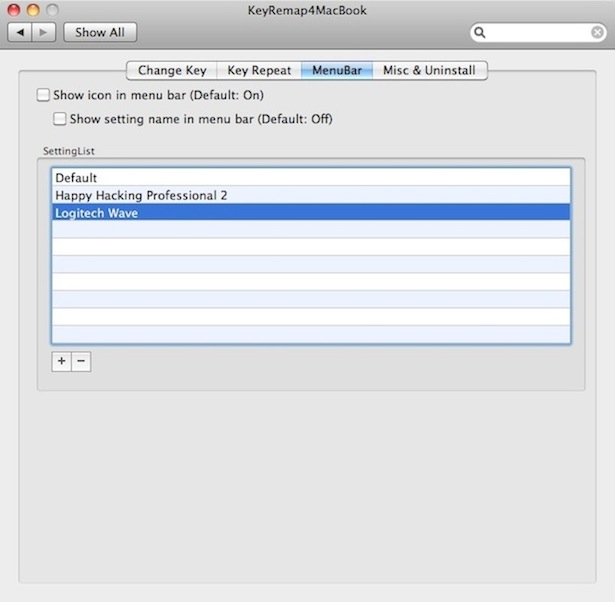 KeyRemap4MacBook
Show All
Change Key Key Repeat MenuBar Misc & Uninstall
Show icon in menu bar (Default: On)
Show setting name in menu bar (Default: Off)
SettingList
Default
Happy Hacking Professional 2
Logitech Wave
+ −